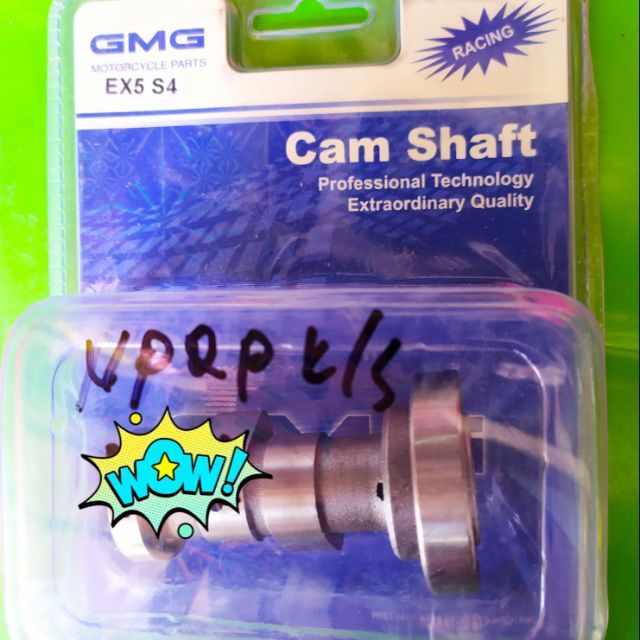 GMG
MOTORCYCLE PARTS
EX5 S4
RACING
Cam Shaft
Professional Technology
Extraordinary Quality
WOW!